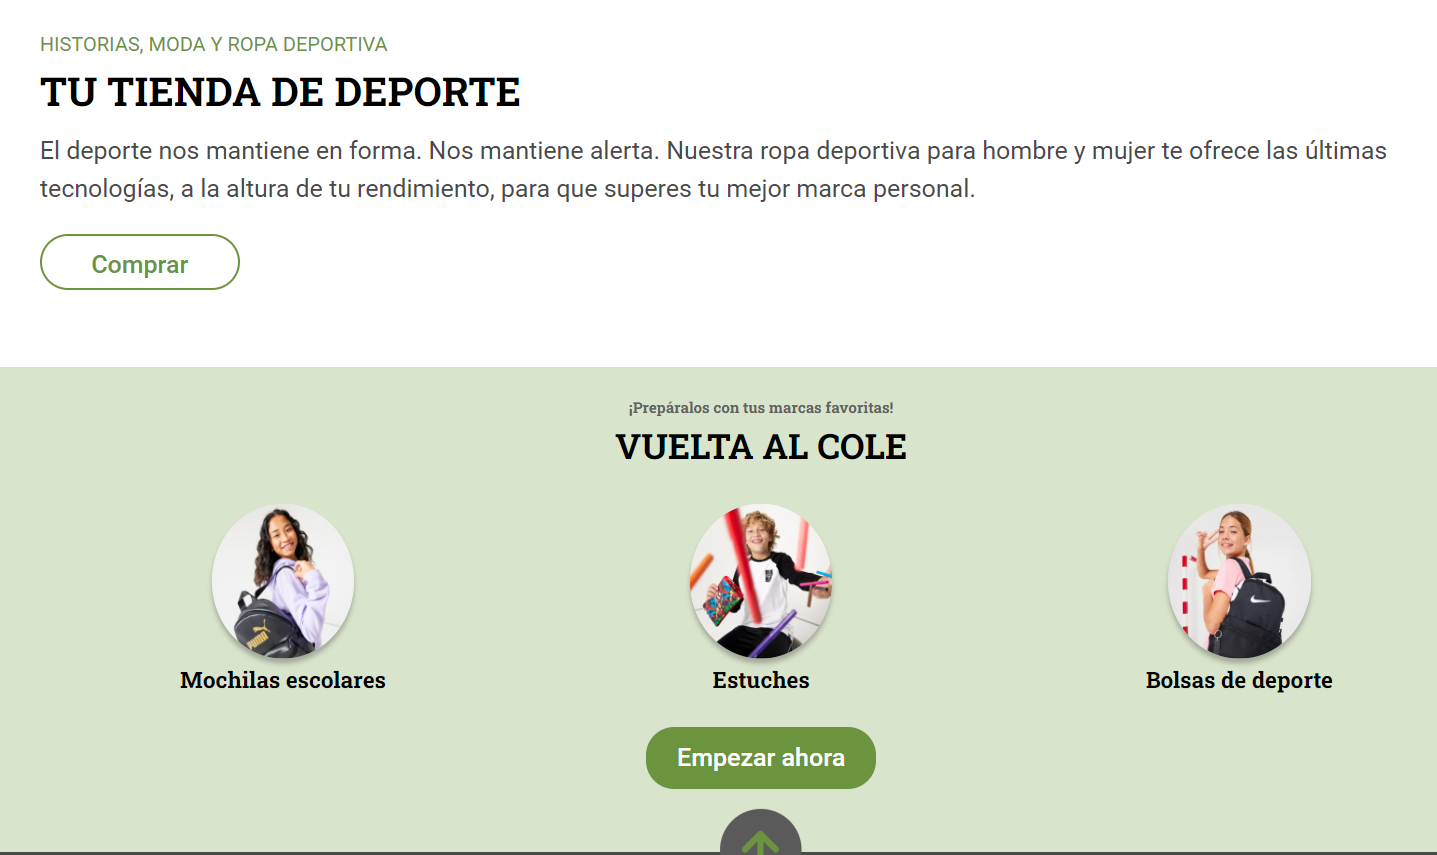 HISTORIAS, MODA Y ROPA DEPORTIVA
TU TIENDA DE DEPORTE
El deporte nos mantiene en forma. Nos mantiene alerta. Nuestra ropa deportiva para hombre y mujer te ofrece las últimas
tecnologías, a la altura de tu rendimiento, para que superes tu mejor marca personal.
Comprar
¡Prepáralos con tus marcas favoritas!
VUELTA AL COLE
PUMA
Mochilas escolares
Estuches
Bolsas de deporte
Empezar ahora